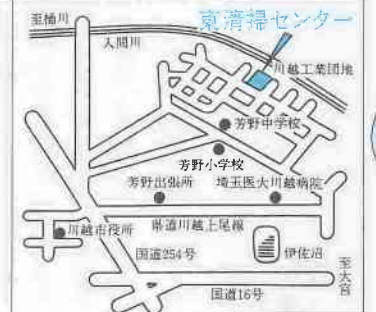 東清掃センター
至桶川
入間川
川越工業団地
芳野中学校
芳野小学校
芳野出張所
埼玉医大川越病院
川越市役所
県道川越上尾線
国道254号
伊佐沼
至大宮
国道16号